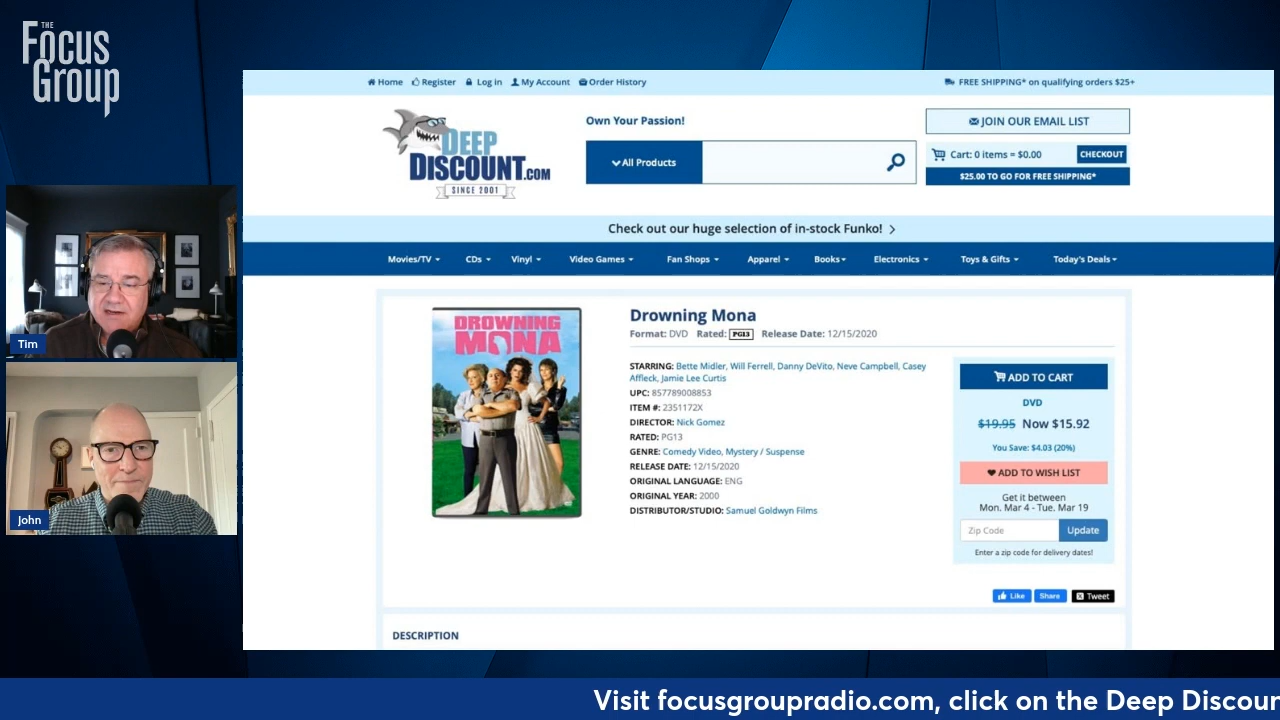 THE
Focus
Group
Home Register Log in My Account Order History
FREE SHIPPING* on qualifying orders $25+
DEEP
DISCOUNT.COM
SINCE 2001
Own Your Passion!
All Products
JOIN OUR EMAIL LIST
Cart: 0 items = $0.00 CHECKOUT
$25.00 TO GO FOR FREE SHIPPING*
Check out our huge selection of in-stock Funko! >
Movies/TV CDs Vinyl Video Games Fan Shops Apparel Books Electronics Toys & Gifts Today's Deals
DROWNING
MONA
Drowning Mona
Format: DVD Rated: PG13 Release Date: 12/15/2020
STARRING: Bette Midler, Will Ferrell, Danny DeVito, Neve Campbell, Casey
Affleck, Jamie Lee Curtis
UPC: 857789008853
ITEM #: 2351172X
DIRECTOR: Nick Gomez
RATED: PG13
GENRE: Comedy Video, Mystery / Suspense
RELEASE DATE: 12/15/2020
ORIGINAL LANGUAGE: ENG
ORIGINAL YEAR: 2000
DISTRIBUTOR/STUDIO: Samuel Goldwyn Films
ADD TO CART
DVD
$19.95 Now $15.92
You Save: $4.03 (20%)
ADD TO WISH LIST
Get it between
Mon. Mar 4 - Tue. Mar 19
Zip Code Update
Enter a zip code for delivery dates!
Like Share X Tweet
DESCRIPTION
Tim
John
Visit focusgroupradio.com, click on the Deep Discoun